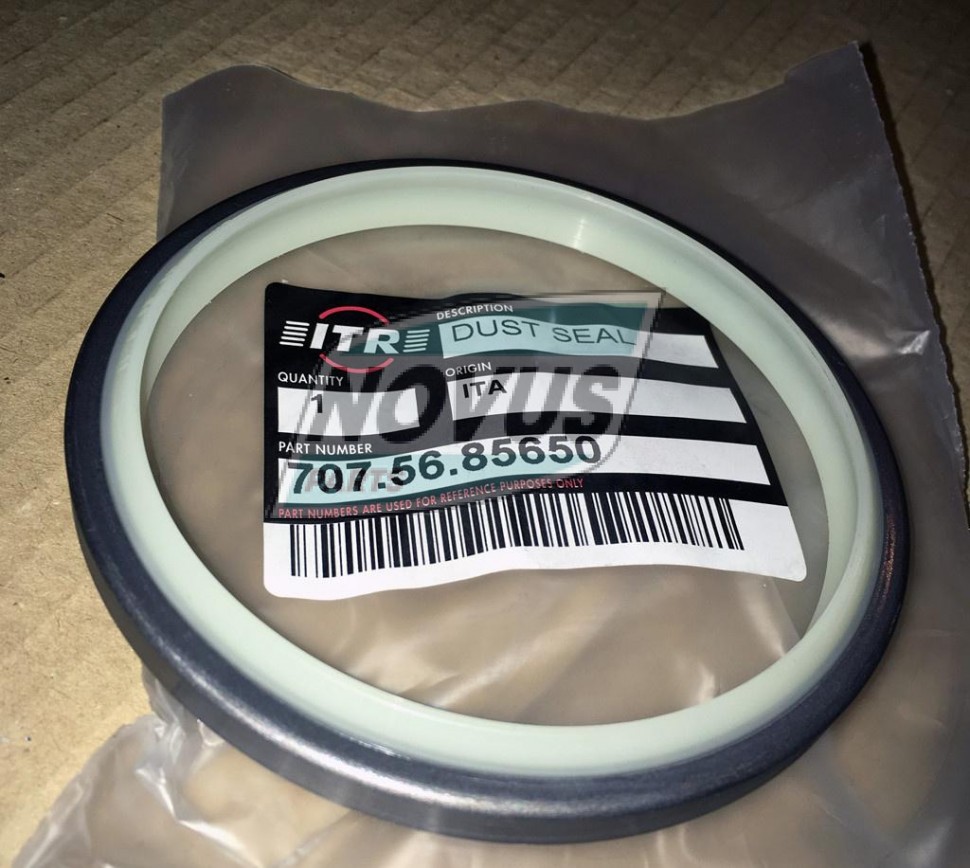 ITR
DESCRIPTION
DUST SEAL
QUANTITY
1
ORIGIN
ITA
PART NUMBER
707.56.85650
PART NUMBERS ARE USED FOR REFERENCE PURPOSES ONLY
NOVUS
PARTS